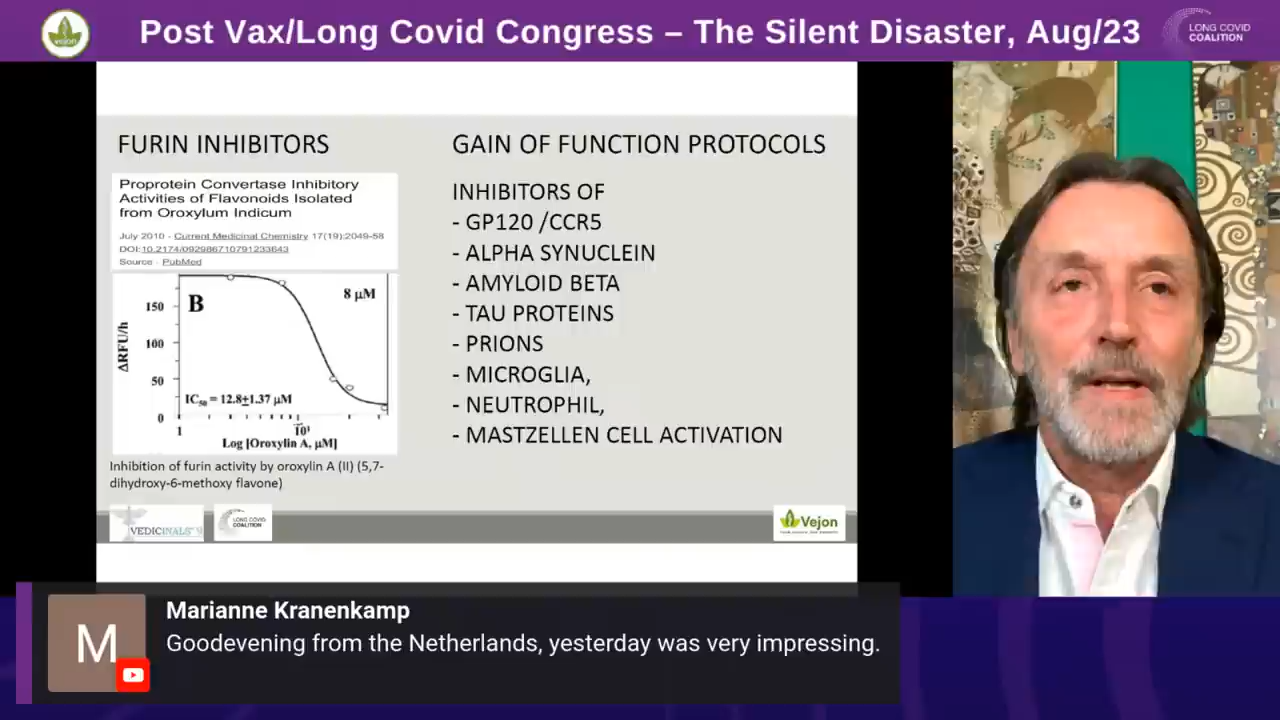 vejon
Post Vax/Long Covid Congress – The Silent Disaster, Aug/23
LONG COVID
COALITION
FURIN INHIBITORS
Proprotein Convertase Inhibitory
Activities of Flavonoids Isolated
from Oroxylum Indicum
July 2010 - Current Medicinal Chemistry 17(19):2049-58
DOI:10.2174/092986710791233643
Source - PubMed
B
8 µM
150
100
50
0
ΔRFU/h
IC₅₀ = 12.8±1.37 µM
1
10¹
Log [Oroxylin A, µM]
Inhibition of furin activity by oroxylin A (II) (5,7-
dihydroxy-6-methoxy flavone)
GAIN OF FUNCTION PROTOCOLS
INHIBITORS OF
- GP120 /CCR5
- ALPHA SYNUCLEIN
- AMYLOID BETA
- TAU PROTEINS
- PRIONS
- MICROGLIA,
- NEUTROPHIL,
- MASTZELLEN CELL ACTIVATION
VEDICINALS 9
LONG COVID
COALITION
Vejon
M
Marianne Kranenkamp
Goodevening from the Netherlands, yesterday was very impressing.